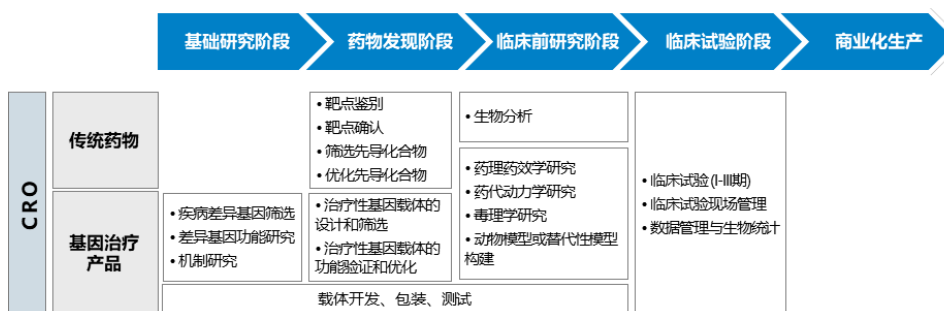 基础研究阶段
药物发现阶段
临床前研究阶段
临床试验阶段
商业化生产
CRO
传统药物
• 靶点鉴别
• 靶点确认
• 筛选先导化合物
• 优化先导化合物
• 生物分析
• 药理药效学研究
• 药代动力学研究
• 毒理学研究
• 动物模型或替代性模型
构建
• 临床试验(I-III期)
• 临床试验现场管理
• 数据管理与生物统计
基因治疗
产品
• 疾病差异基因筛选
• 差异基因功能研究
• 机制研究
• 治疗性基因载体的
设计和筛选
• 治疗性基因载体的
功能验证和优化
载体开发、包装、测试